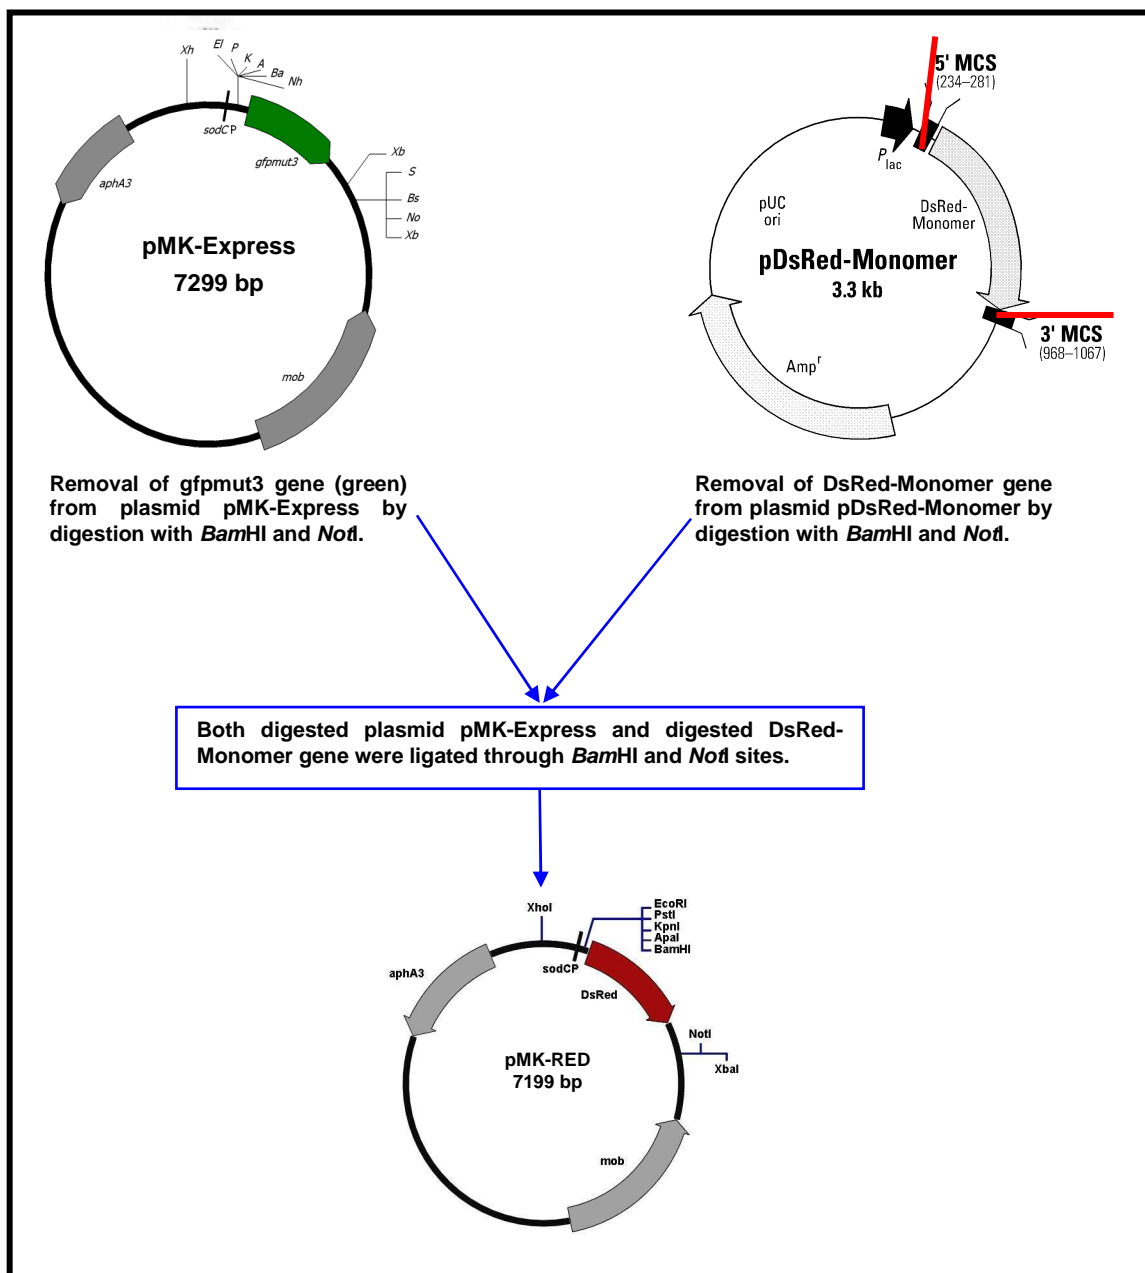 Xh
El
P
K
A
Ba
Nh
sodCP
gfpmut3
aphA3
Xb
S
Bs
No
Xb
pMK-Express
7299 bp
mob
5' MCS
(234–281)
Plac
pUC
ori
DsRed-
Monomer
pDsRed-Monomer
3.3 kb
3' MCS
(968–1067)
Ampr
Removal of gfpmut3 gene (green)
from plasmid pMK-Express by
digestion with BamHI and NotI.
Removal of DsRed-Monomer gene
from plasmid pDsRed-Monomer by
digestion with BamHI and NotI.
Both digested plasmid pMK-Express and digested DsRed-
Monomer gene were ligated through BamHI and NotI sites.
XhoI
EcoRI
PstI
KpnI
ApaI
BamHI
sodCP
aphA3
DsRed
NotI
XbaI
pMK-RED
7199 bp
mob